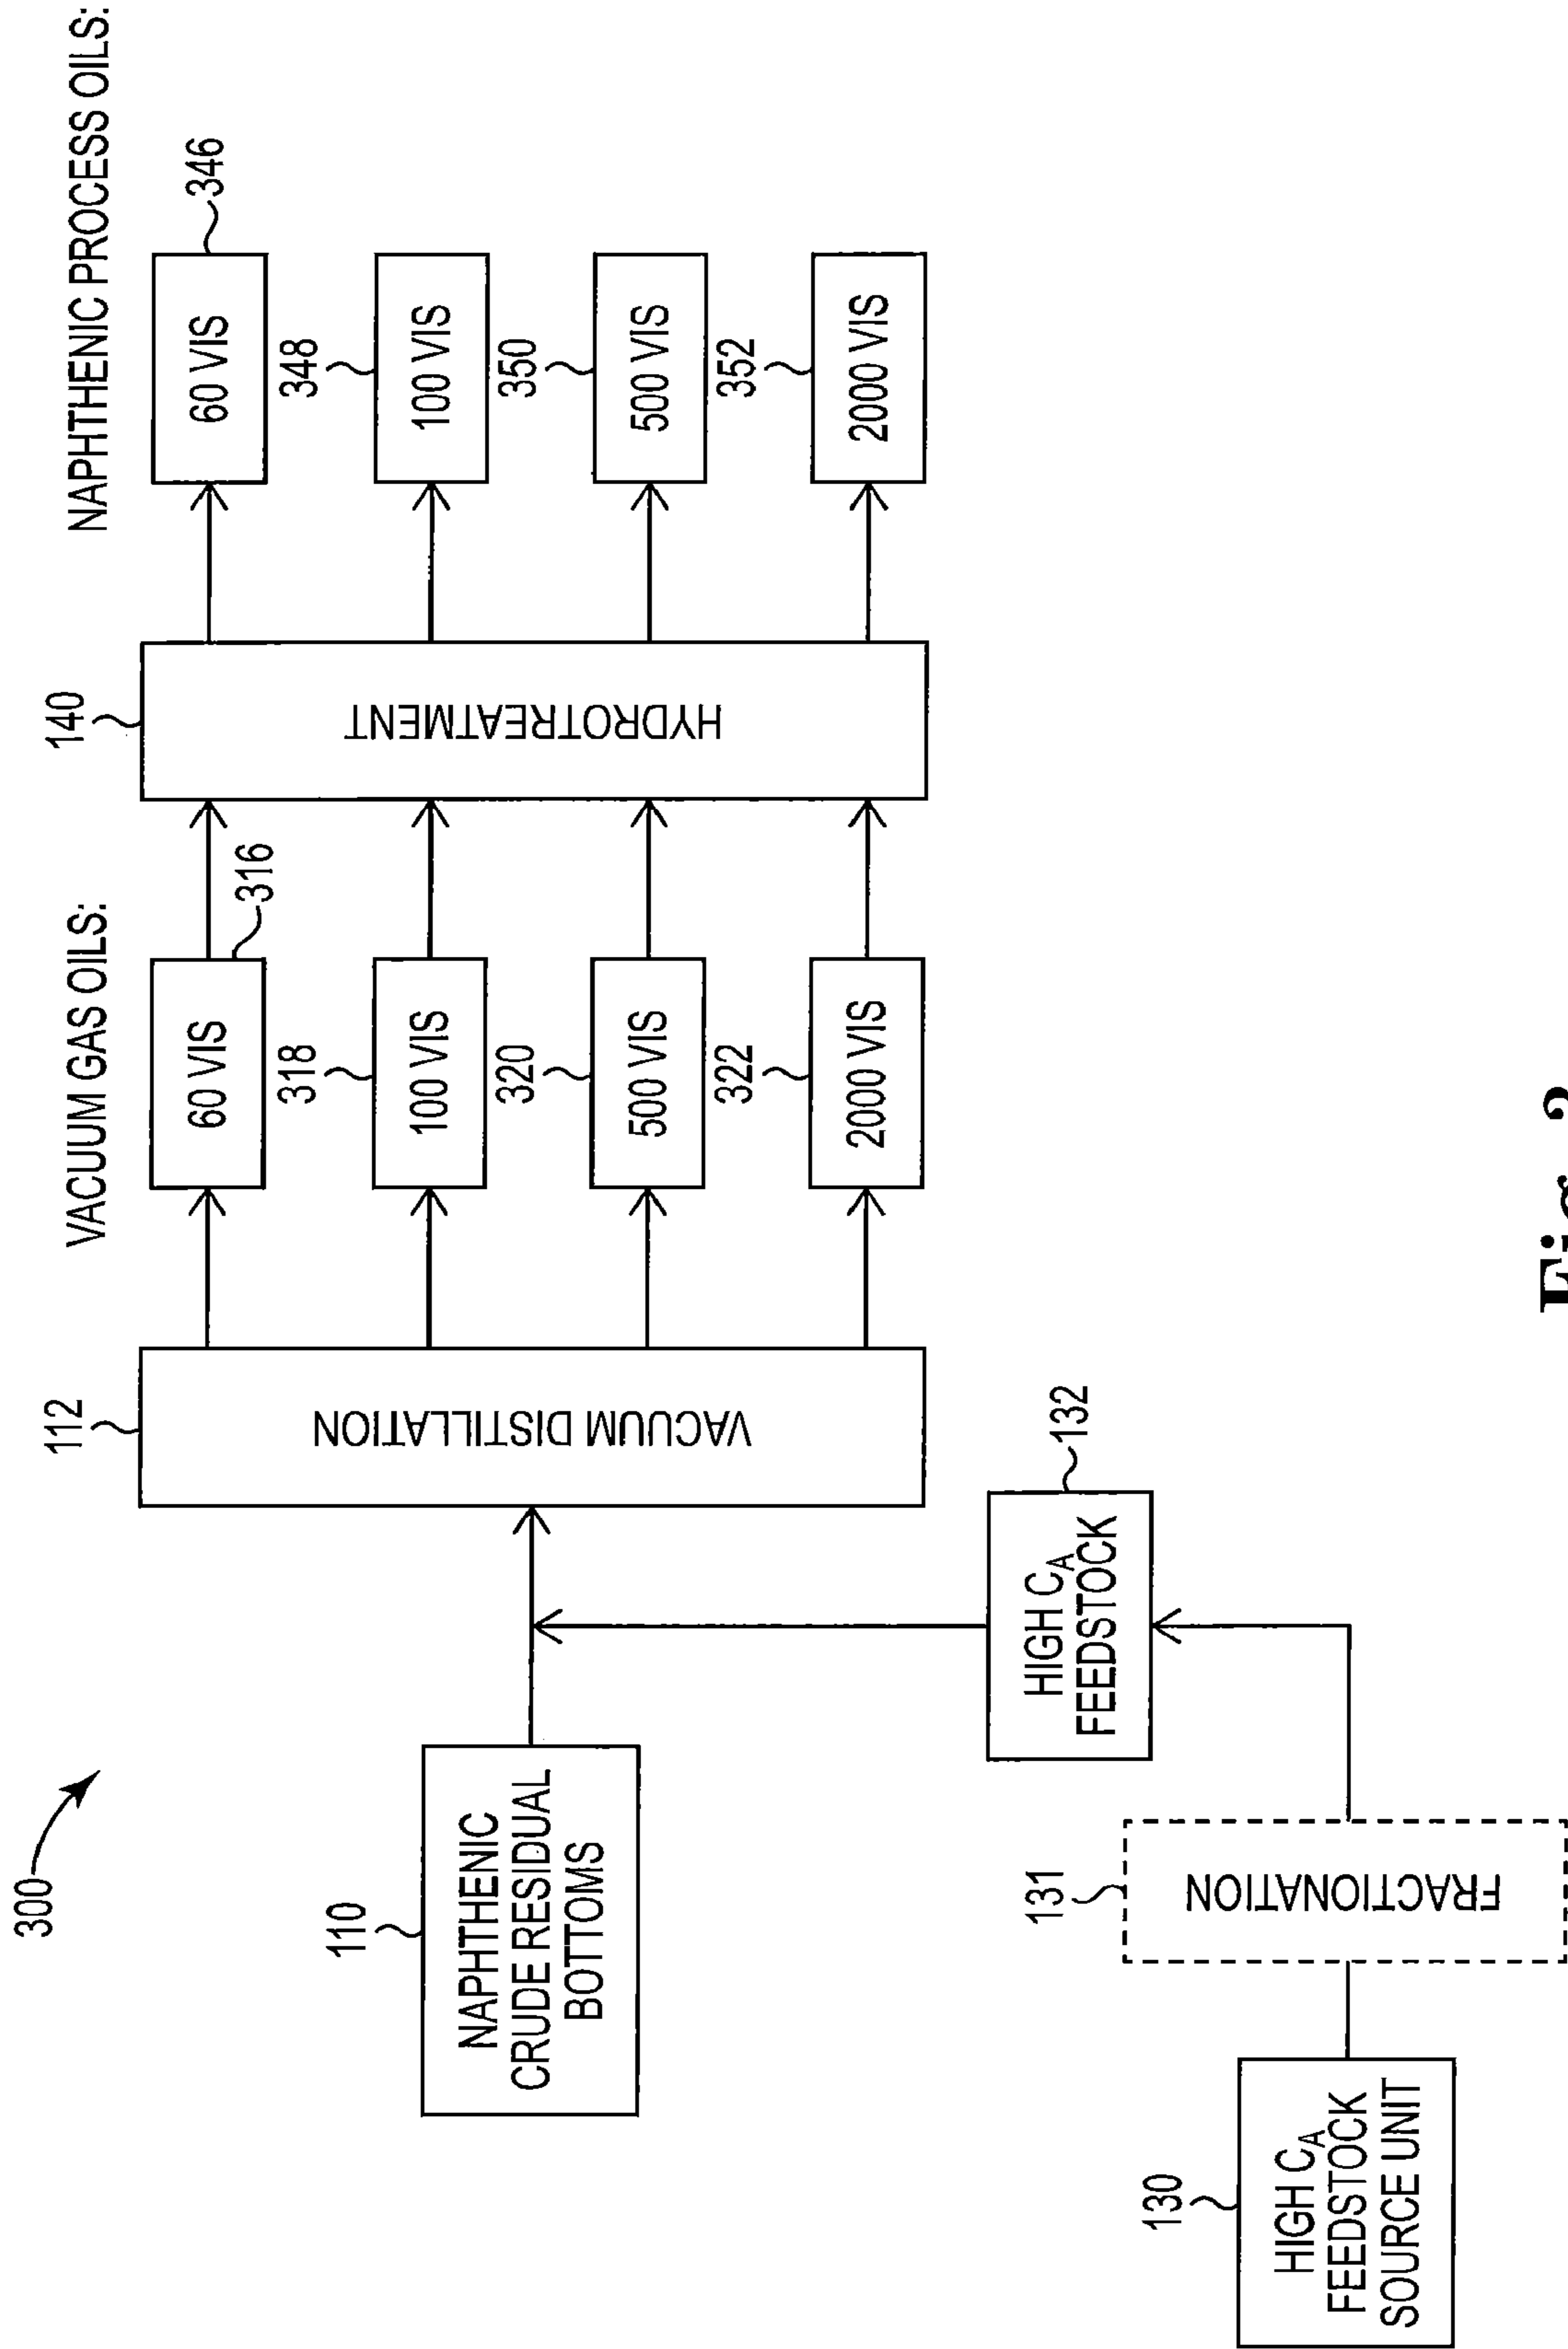 300
NAPHTHENIC PROCESS OILS:
VACUUM GAS OILS:
112
140
60 VIS
316
60 VIS
346
318
348
100 VIS
100 VIS
320
350
500 VIS
500 VIS
322
352
2000 VIS
2000 VIS
VACUUM DISTILLATION
HYDROTREATMENT
110
NAPHTHENIC
CRUDE RESIDUAL
BOTTOMS
HIGH CA
FEEDSTOCK
132
131
FRACTIONATION
130
HIGH CA
FEEDSTOCK
SOURCE UNIT
Fig.